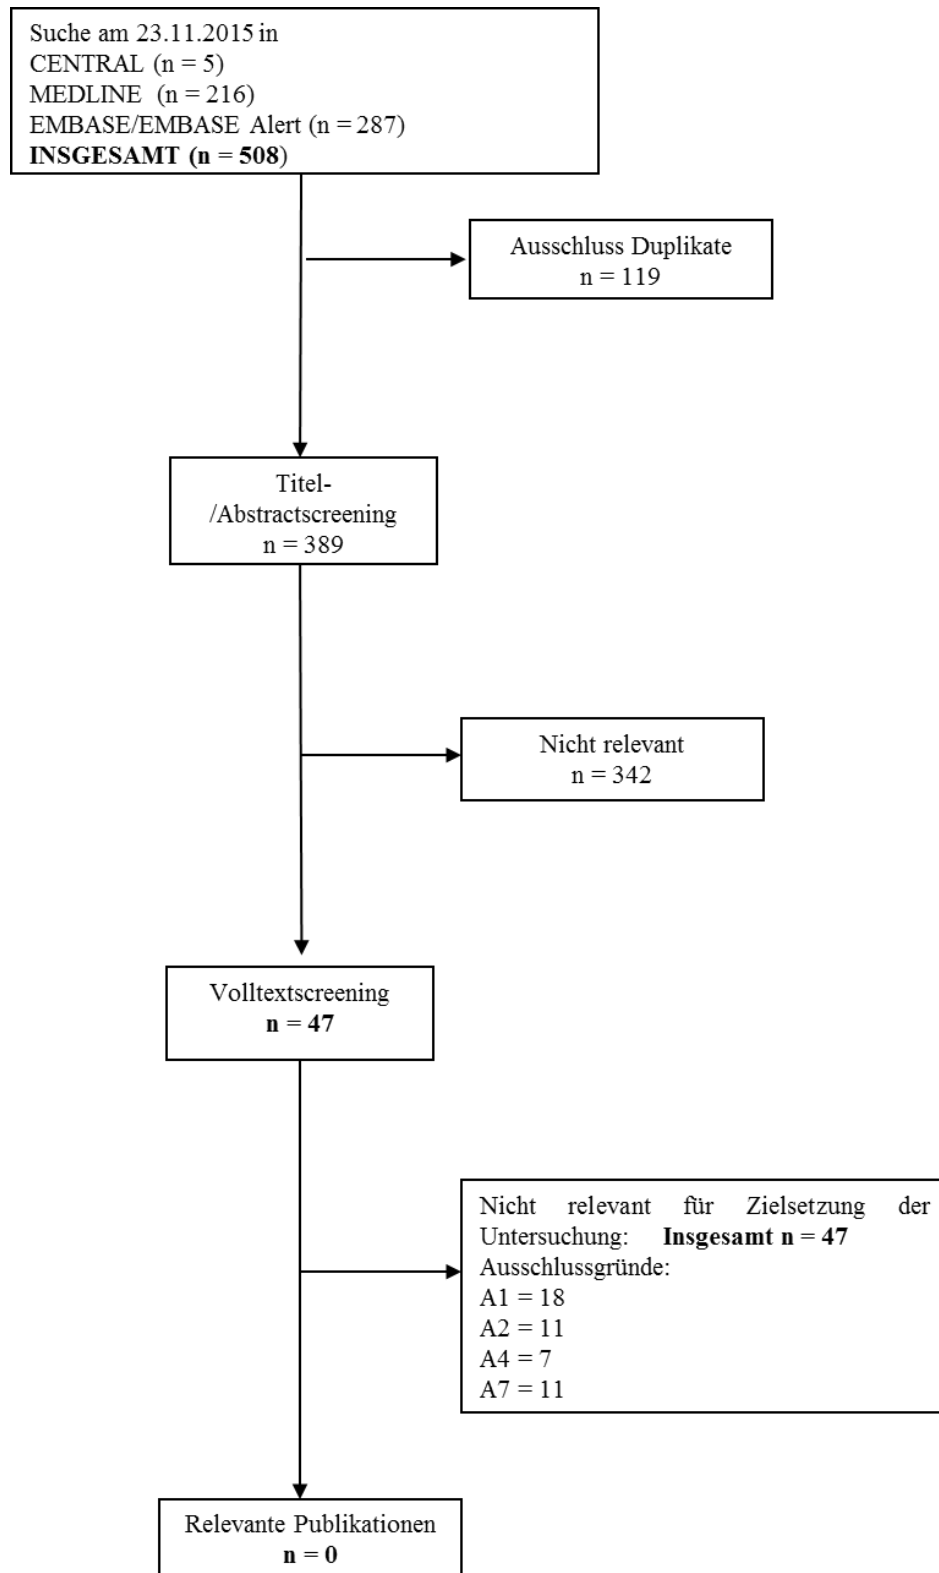 Suche am 23.11.2015 in
CENTRAL (n = 5)
MEDLINE (n = 216)
EMBASE/EMBASE Alert (n = 287)
INSGESAMT (n = 508)
Ausschluss Duplikate
n = 119
Titel-
/Abstractscreening
n = 389
Nicht relevant
n = 342
Volltextscreening
n = 47
Nicht relevant für Zielsetzung der
Untersuchung: Insgesamt n = 47
Ausschlussgründe:
A1 = 18
A2 = 11
A4 = 7
A7 = 11
Relevante Publikationen
n = 0